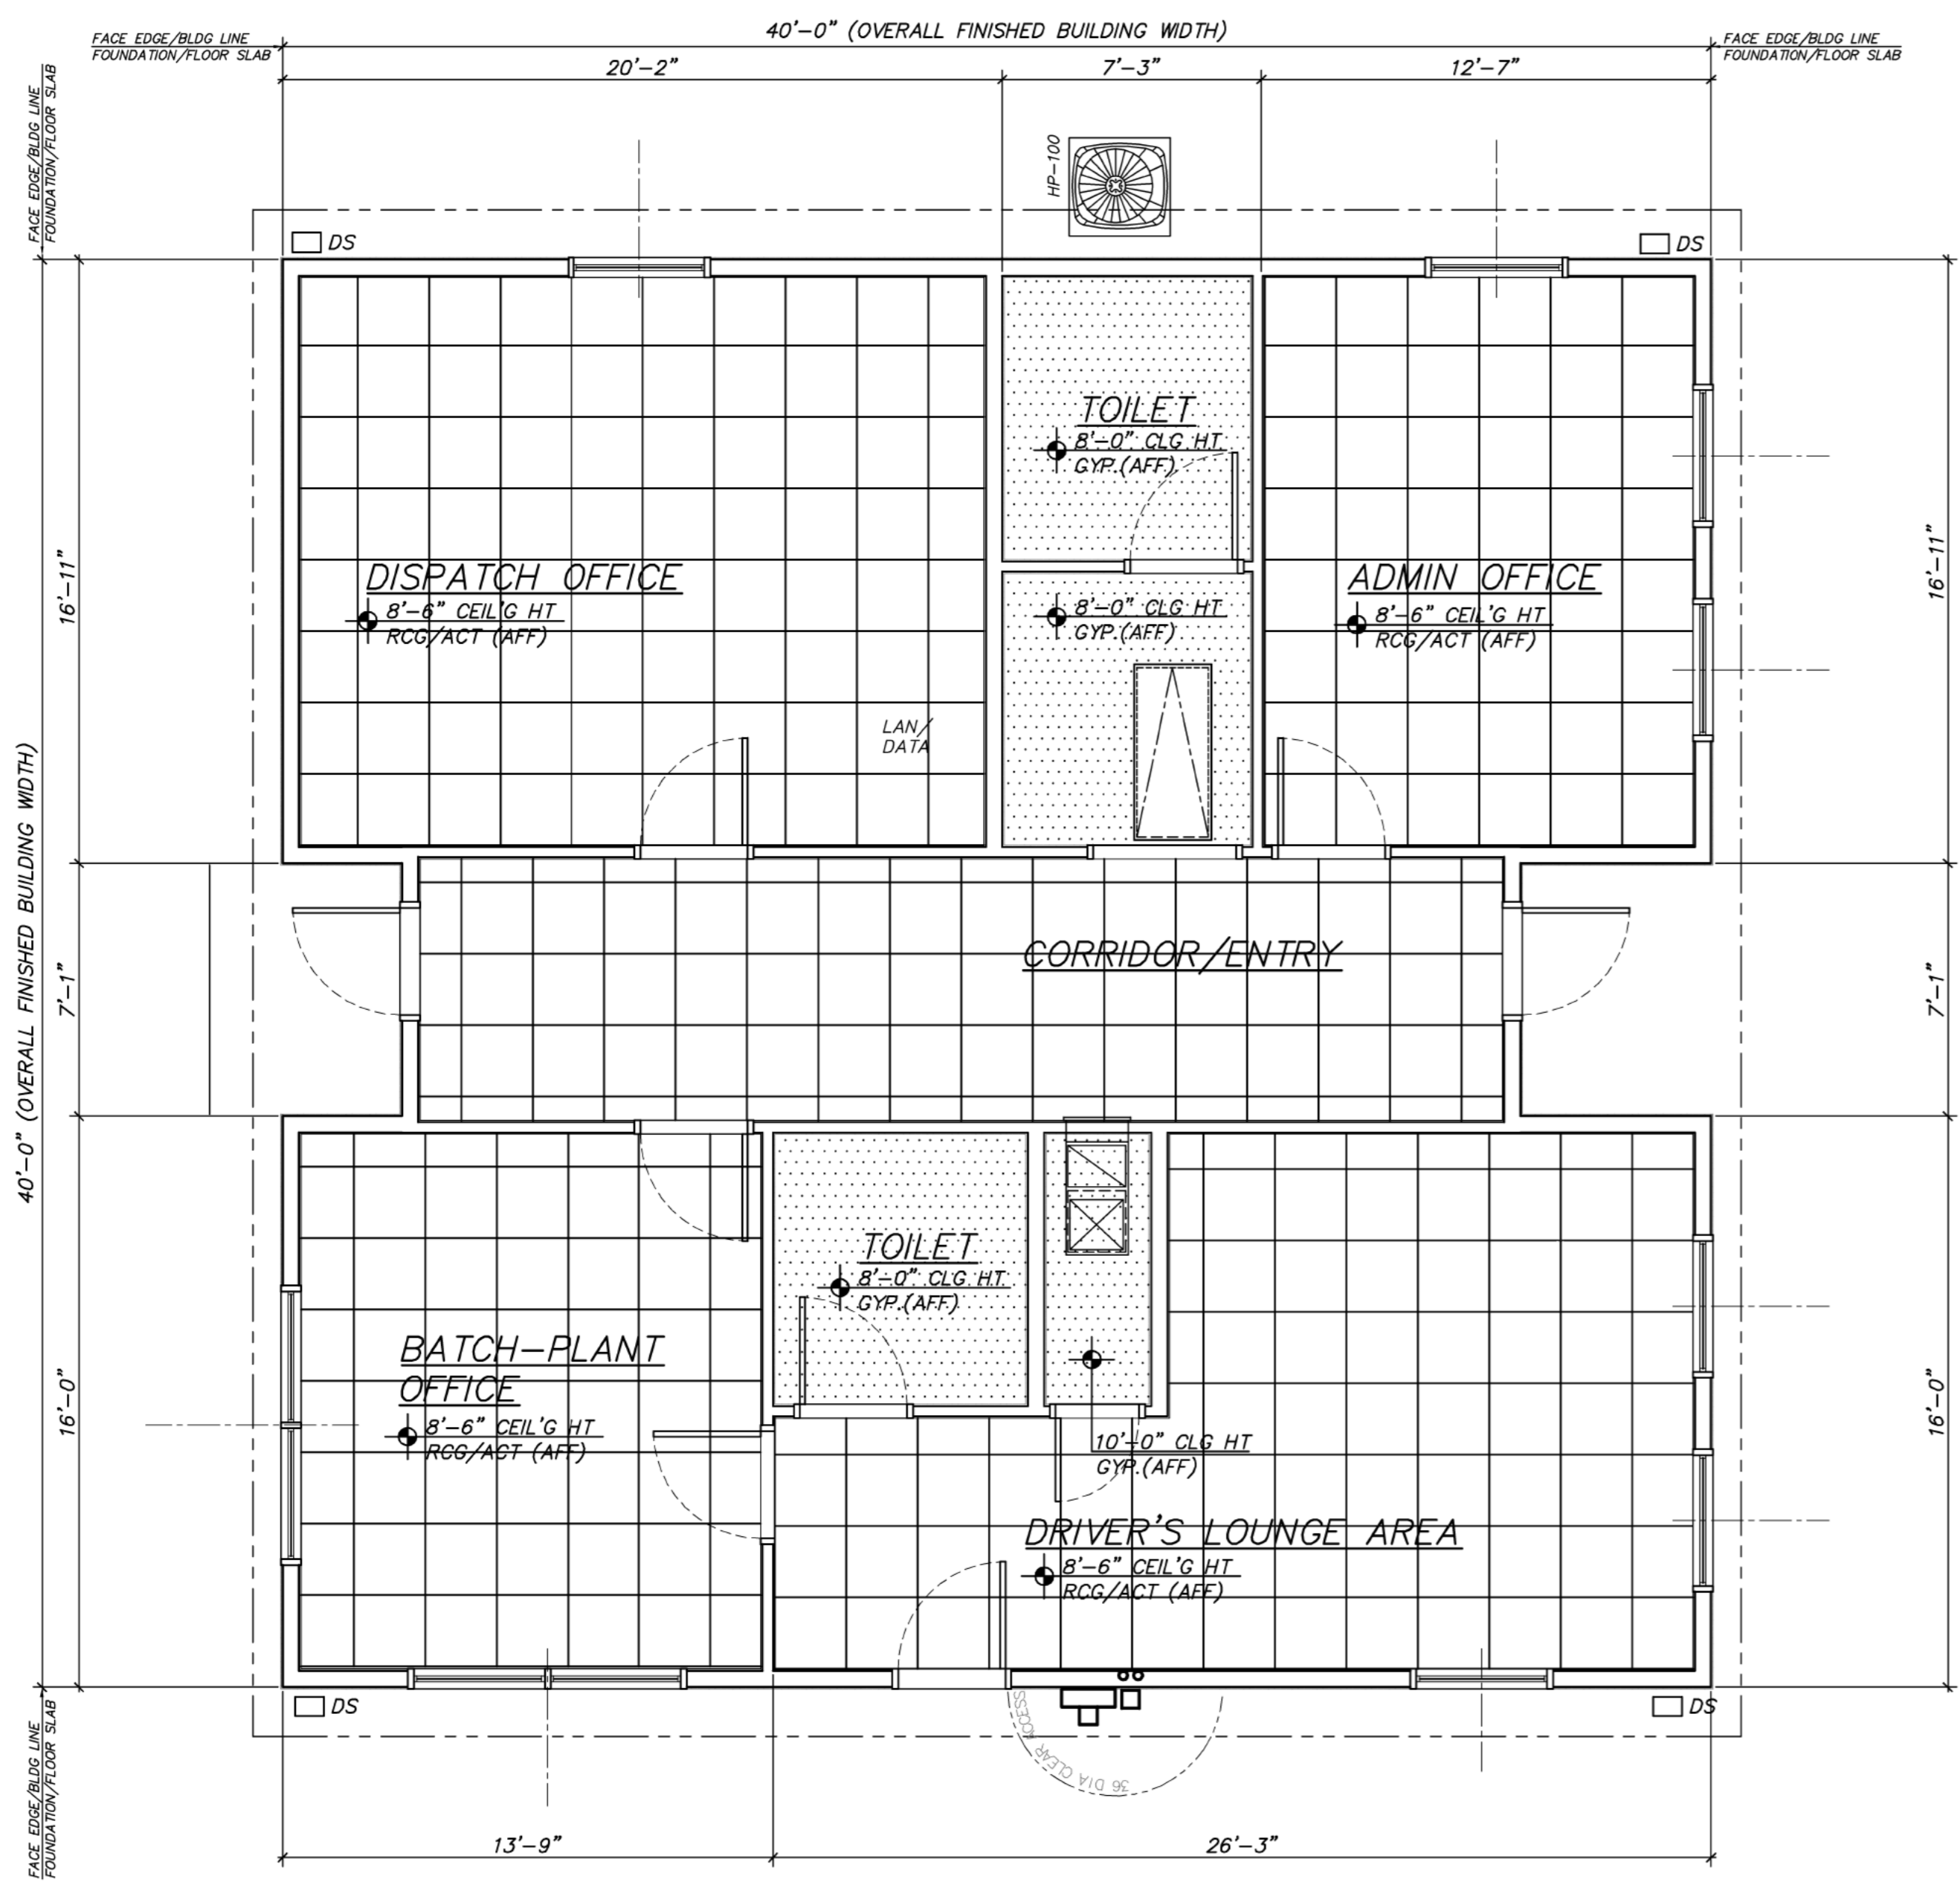 40'-0" (OVERALL FINISHED BUILDING WIDTH)
FACE EDGE/BLDG LINE
FOUNDATION/FLOOR SLAB
FACE EDGE/BLDG LINE
FOUNDATION/FLOOR SLAB
20'-2"
7'-3"
12'-7"
FACE EDGE/BLDG LINE
FOUNDATION/FLOOR SLAB
HP-100
DS
DS
TOILET
8'-0" CLG HT
GYP.(AFF)
16'-11"
DISPATCH OFFICE
8'-6" CEIL'G HT
RCG/ACT (AFF)
8'-0" CLG HT
GYP.(AFF)
ADMIN OFFICE
8'-6" CEIL'G HT
RCG/ACT (AFF)
16'-11"
LAN/
DATA
40'-0" (OVERALL FINISHED BUILDING WIDTH)
7'-1"
CORRIDOR/ENTRY
7'-1"
TOILET
8'-0" CLG HT
GYP.(AFF)
16'-0"
BATCH-PLANT
OFFICE
8'-6" CEIL'G HT
RCG/ACT (AFF)
10'-0" CLG HT
GYP.(AFF)
16'-0"
DRIVER'S LOUNGE AREA
8'-6" CEIL'G HT
RCG/ACT (AFF)
DS
DS
36 DIA CLEAR ACCESS
FACE EDGE/BLDG LINE
FOUNDATION/FLOOR SLAB
13'-9"
26'-3"